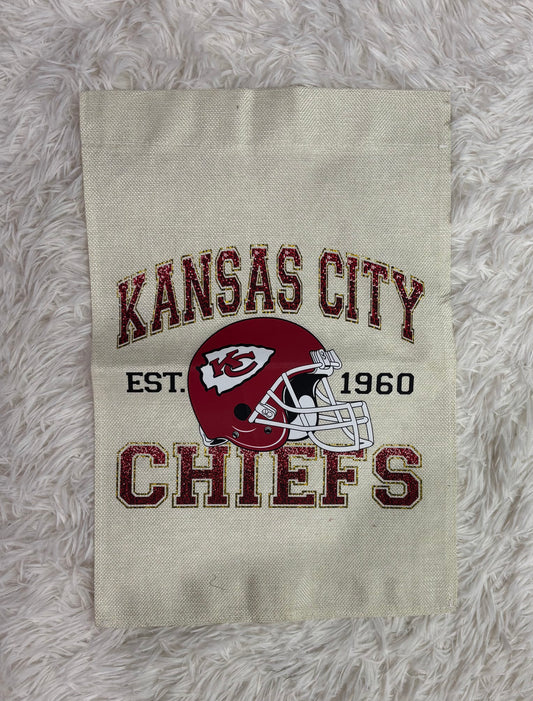 KANSAS CITY
KC
EST. 1960
CHIEFS